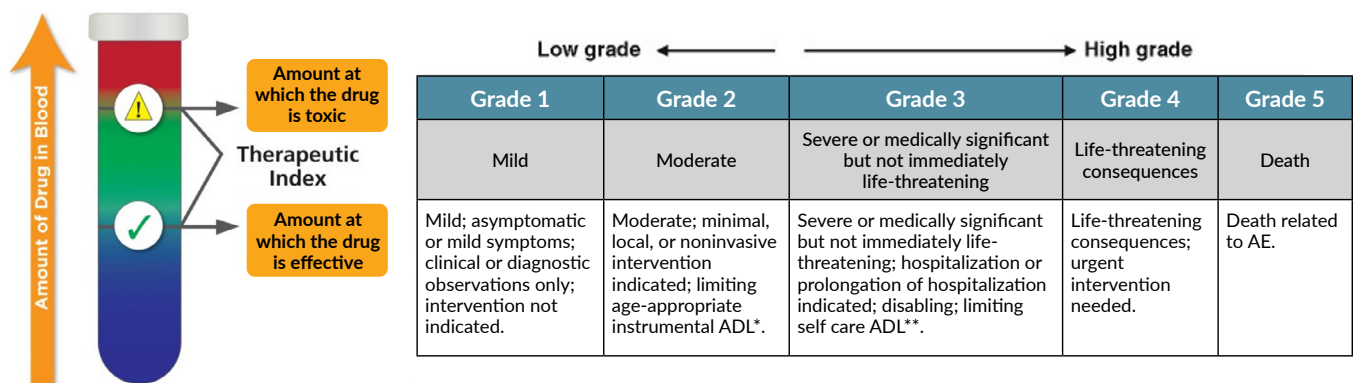 Amount of Drug in Blood
Amount at
which the drug
is toxic
Therapeutic
Index
Amount at
which the drug
is effective
Low grade
High grade
Grade 1
Grade 2
Grade 3
Grade 4
Grade 5
Mild
Moderate
Severe or medically significant
but not immediately
life-threatening
Life-threatening
consequences
Death
Mild; asymptomatic
or mild symptoms;
clinical or diagnostic
observations only;
intervention not
indicated.
Moderate; minimal,
local, or noninvasive
intervention
indicated; limiting
age-appropriate
instrumental ADL*.
Severe or medically significant
but not immediately life-
threatening; hospitalization or
prolongation of hospitalization
indicated; disabling; limiting
self care ADL**.
Life-threatening
consequences;
urgent
intervention
needed.
Death related
to AE.